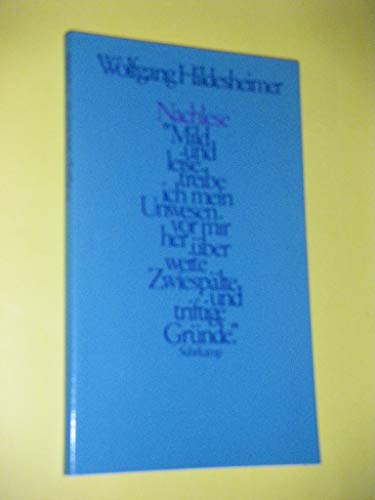 Wolfgang Hildesheimer
Nachlese
"Mild
und
leise
treibe
ich mein
Unwesen
vor mir
her über
weite
Zwiespälte
und
triftige
Gründe."
Suhrkamp